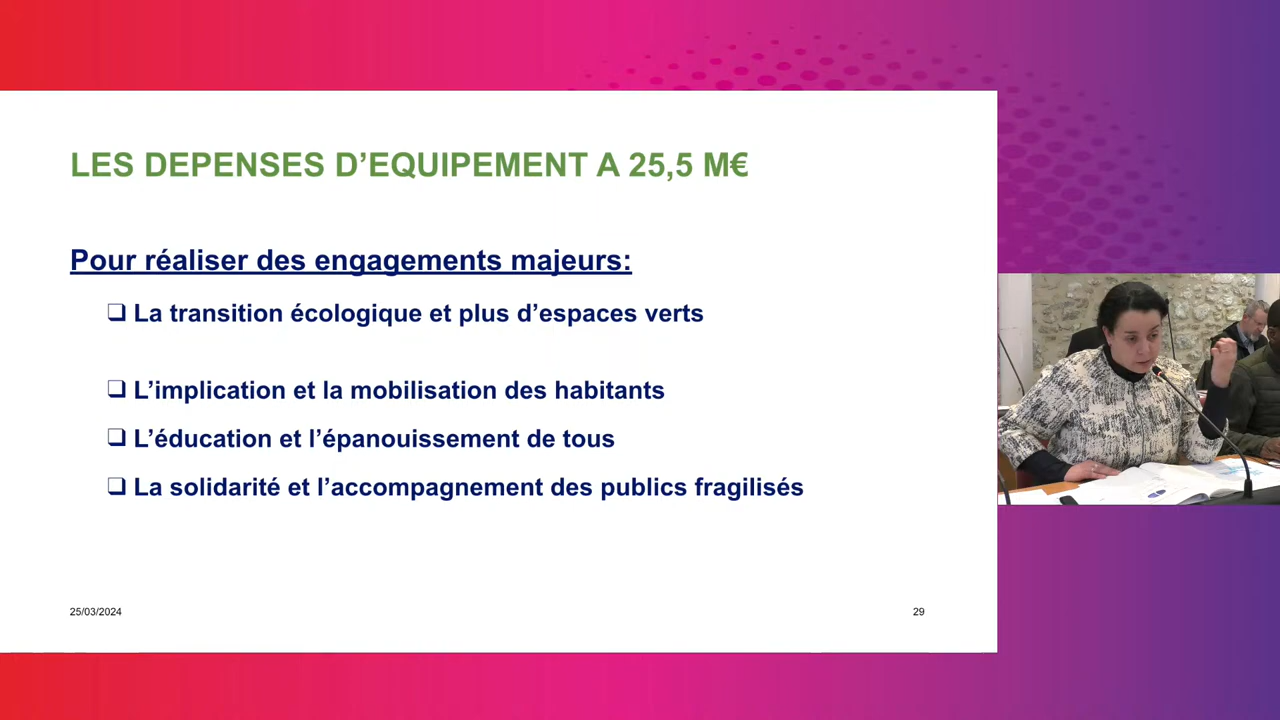 LES DEPENSES D’EQUIPEMENT A 25,5 M€
Pour réaliser des engagements majeurs:
❑ La transition écologique et plus d’espaces verts
❑ L’implication et la mobilisation des habitants
❑ L’éducation et l’épanouissement de tous
❑ La solidarité et l’accompagnement des publics fragilisés
25/03/2024
29